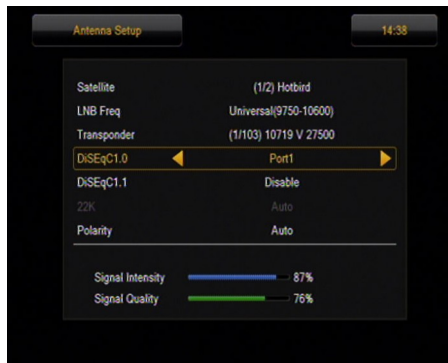 Antenna Setup 14:38
Satellite (1/2) Hotbird
LNB Freq Universal(9750-10600)
Transponder (1/103) 10719 V 27500
DiSEqC1.0 Port1
DiSEqC1.1 Disable
22K Auto
Polarity Auto
Signal Intensity 87%
Signal Quality 76%